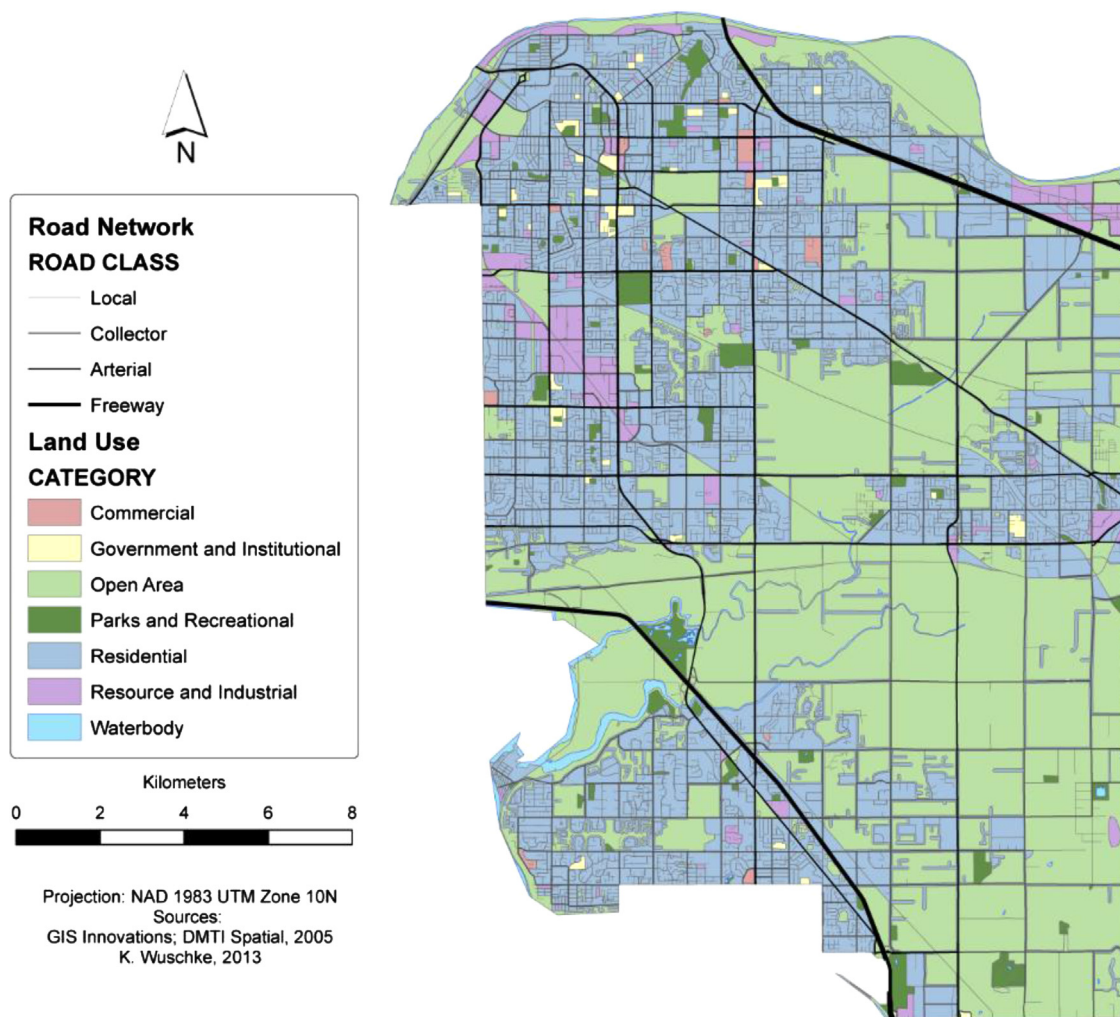 N
Road Network
ROAD CLASS
Local
Collector
Arterial
Freeway
Land Use
CATEGORY
Commercial
Government and Institutional
Open Area
Parks and Recreational
Residential
Resource and Industrial
Waterbody
Kilometers
0 2 4 6 8
Projection: NAD 1983 UTM Zone 10N
Sources:
GIS Innovations; DMTI Spatial, 2005
K. Wuschke, 2013